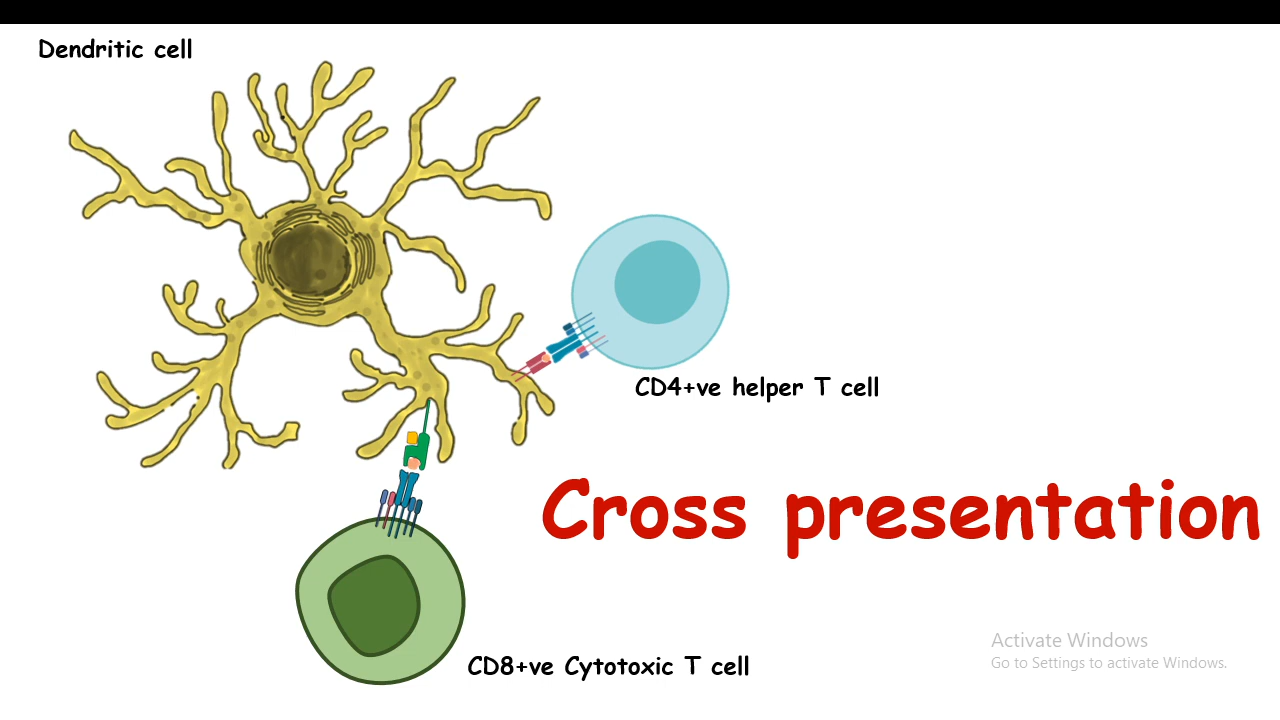 Dendritic cell
CD4+ve helper T cell
Cross presentation
CD8+ve Cytotoxic T cell
Activate Windows
Go to Settings to activate Windows.